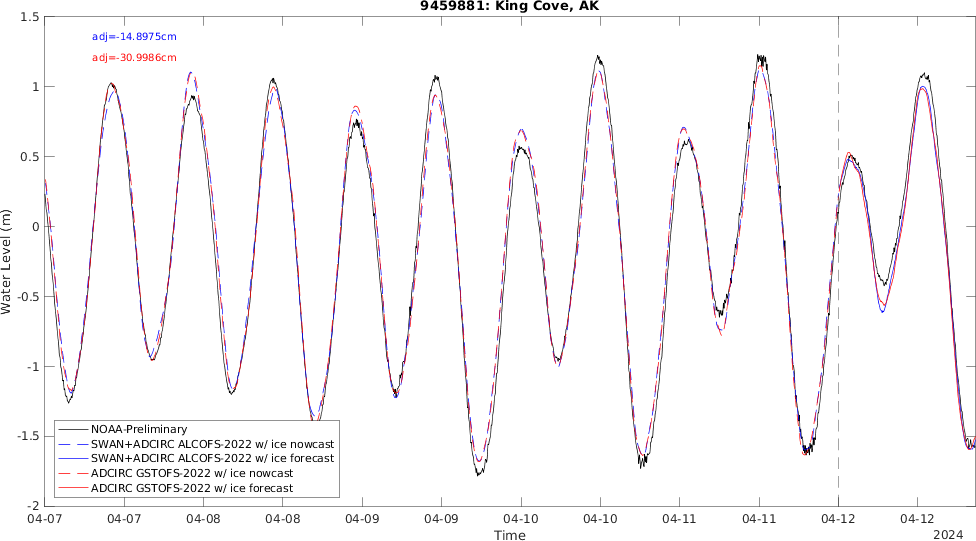 9459881: King Cove, AK
adj=-14.8975cm
adj=-30.9986cm
1.5
1
0.5
0
-0.5
-1
-1.5
-2
Water Level (m)
NOAA-Preliminary
SWAN+ADCIRC ALCOFS-2022 w/ ice nowcast
SWAN+ADCIRC ALCOFS-2022 w/ ice forecast
ADCIRC GSTOFS-2022 w/ ice nowcast
ADCIRC GSTOFS-2022 w/ ice forecast
04-07 04-07 04-08 04-08 04-09 04-09 04-10 04-10 04-11 04-11 04-12 04-12
Time
2024